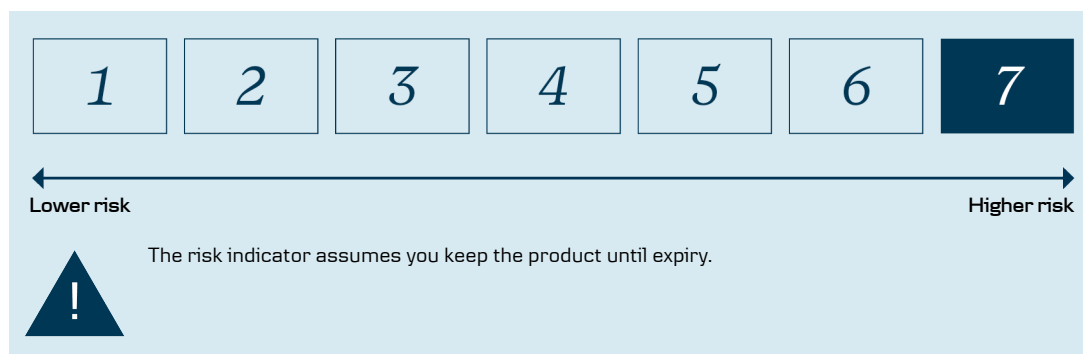 1 2 3 4 5 6 7
Lower risk Higher risk
The risk indicator assumes you keep the product until expiry.
!